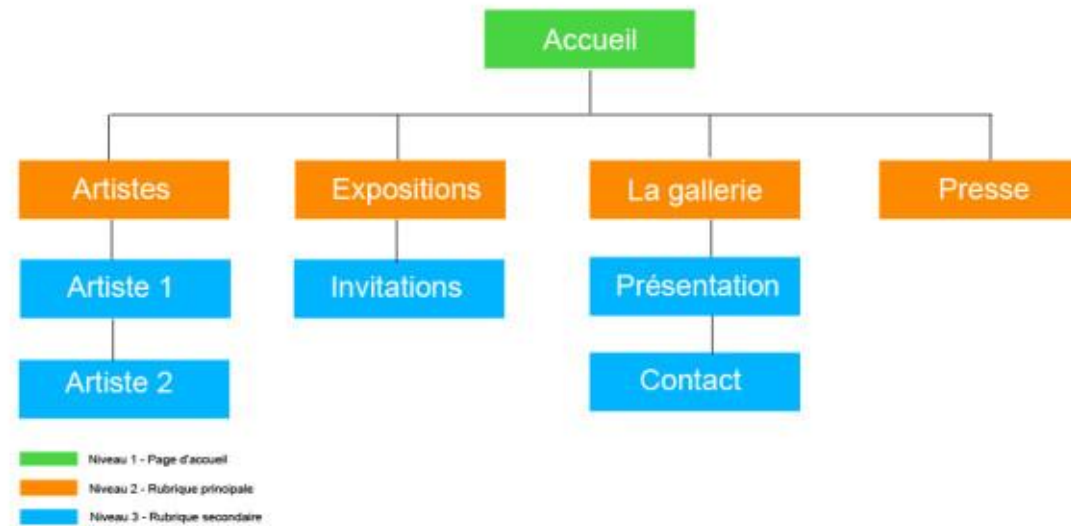 Accueil
Artistes
Expositions
La gallerie
Presse
Artiste 1
Invitations
Présentation
Artiste 2
Contact
Niveau 1 - Page d'accueil
Niveau 2 - Rubrique principale
Niveau 3 - Rubrique secondaire